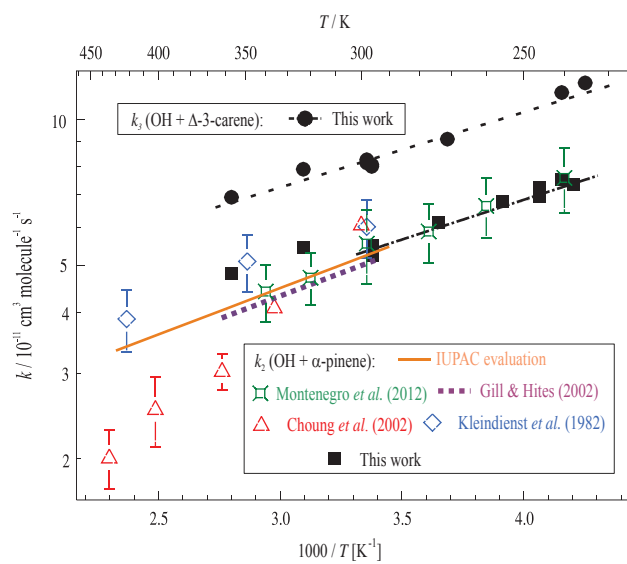 T / K
450 400 350 300 250
k3 (OH + Δ-3-carene): This work
10
5
4
3
2
k / 10-11 cm3 molecule-1 s-1
k2 (OH + α-pinene): IUPAC evaluation
Montenegro et al. (2012) Gill & Hites (2002)
Choung et al. (2002) Kleindienst et al. (1982)
This work
2.5 3.0 3.5 4.0
1000 / T [K-1]